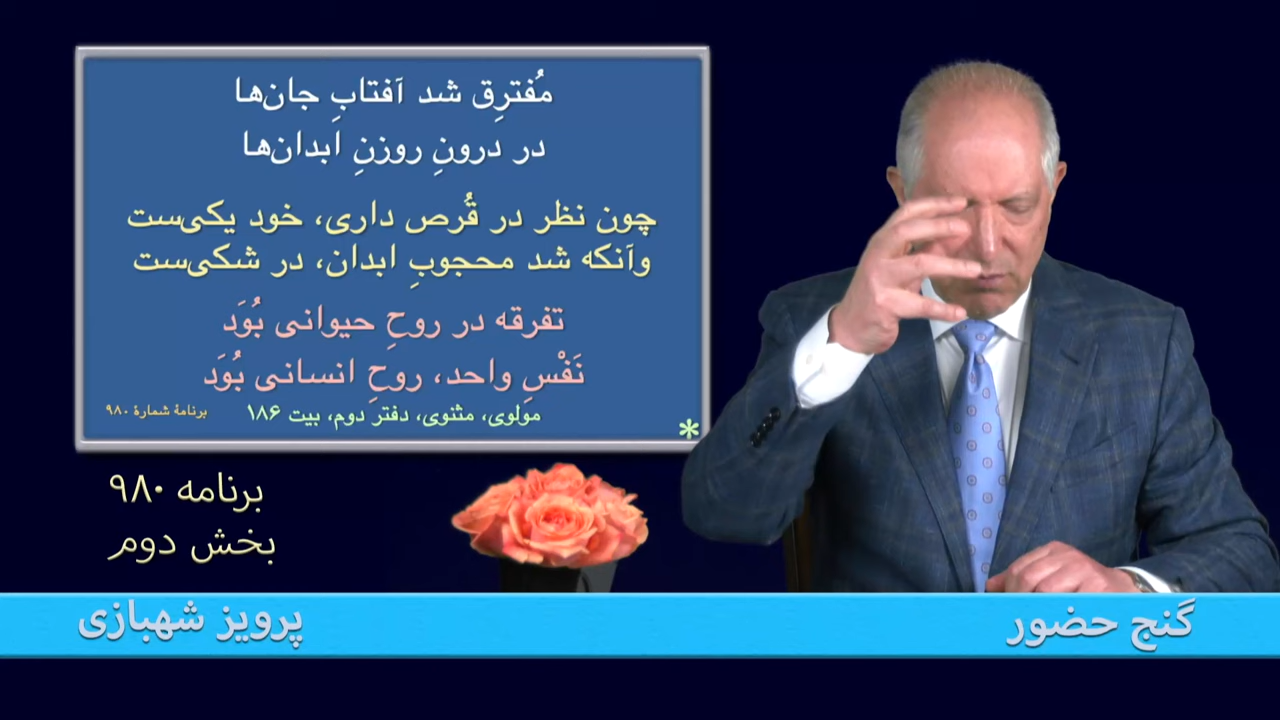 مُفترِق شد آفتابِ جان‌ها
در درونِ روزنِ ابدان‌ها
چون نظر در قُرص داری، خود یکی‌ست
وآنکه شد محجوبِ ابدان، در شکی‌ست
تفرقه در روحِ حیوانی بُوَد
نَفْسِ واحد، روحِ انسانی بُوَد
مولوی، مثنوی، دفتر دوم، بیت ۱۸۶
برنامهٔ شمارهٔ ۹۸۰
*
برنامه ۹۸۰
بخش دوم
گنج حضور
پرویز شهبازی